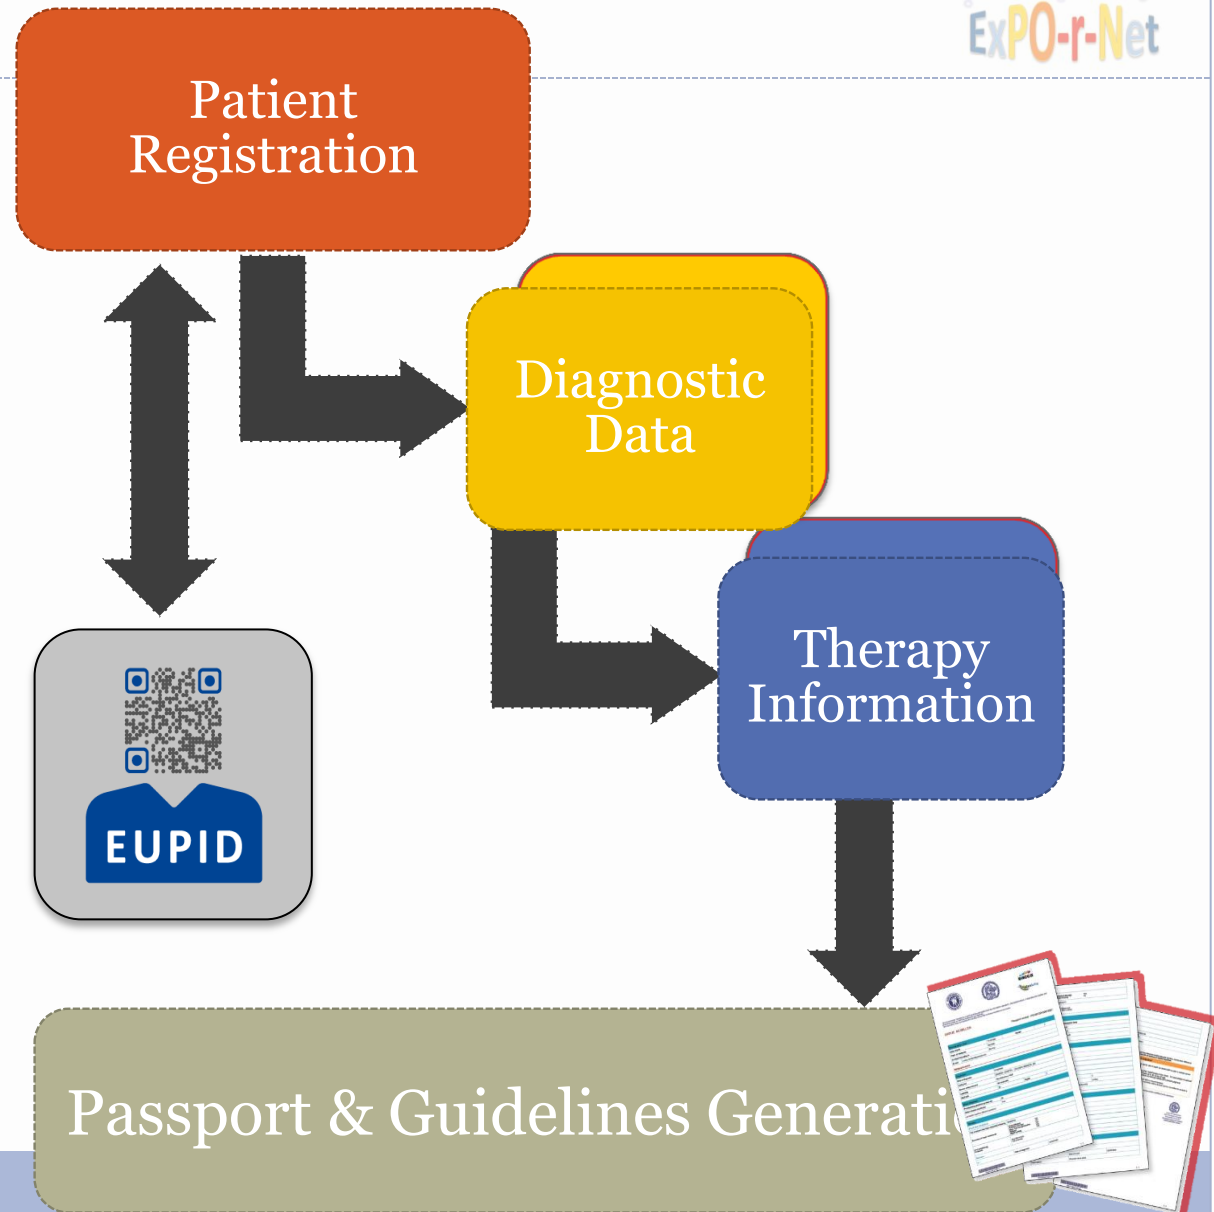 ExPO-r-Net
Patient
Registration
Diagnostic
Data
Therapy
Information
EUPID
Passport & Guidelines Generati